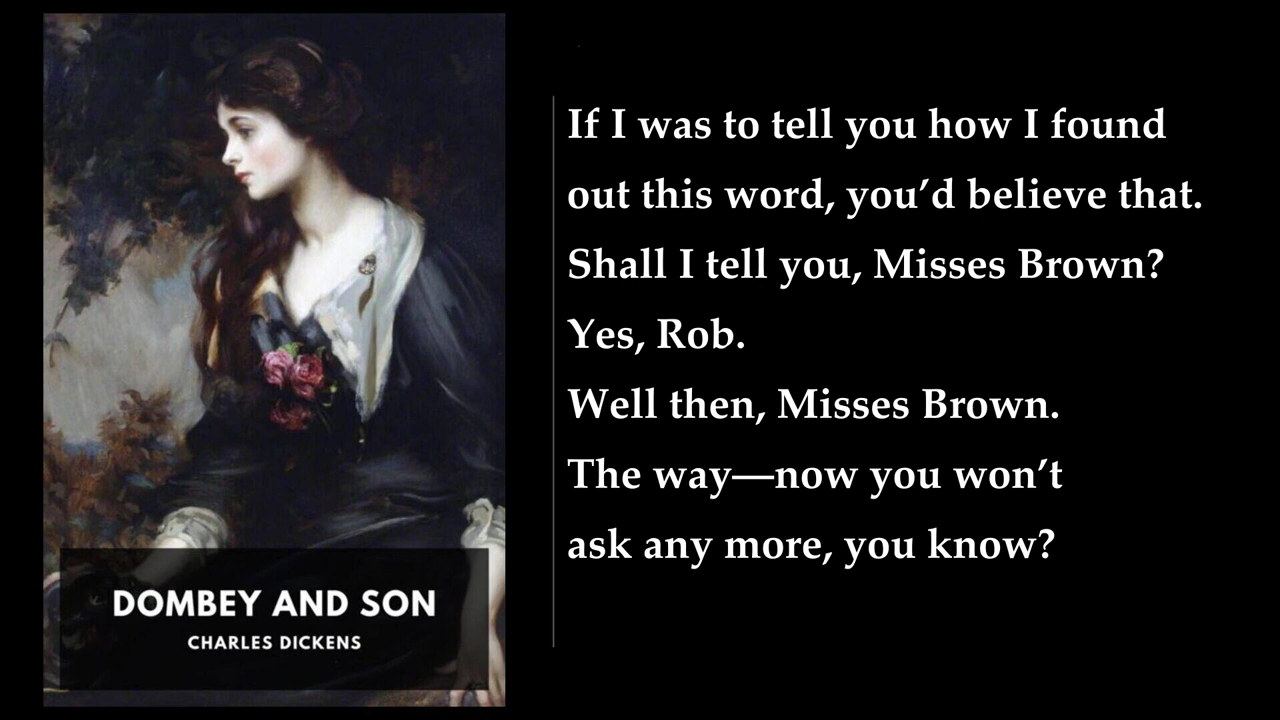 DOMBEY AND SON
CHARLES DICKENS
If I was to tell you how I found
out this word, you’d believe that.
Shall I tell you, Misses Brown?
Yes, Rob.
Well then, Misses Brown.
The way—now you won’t
ask any more, you know?